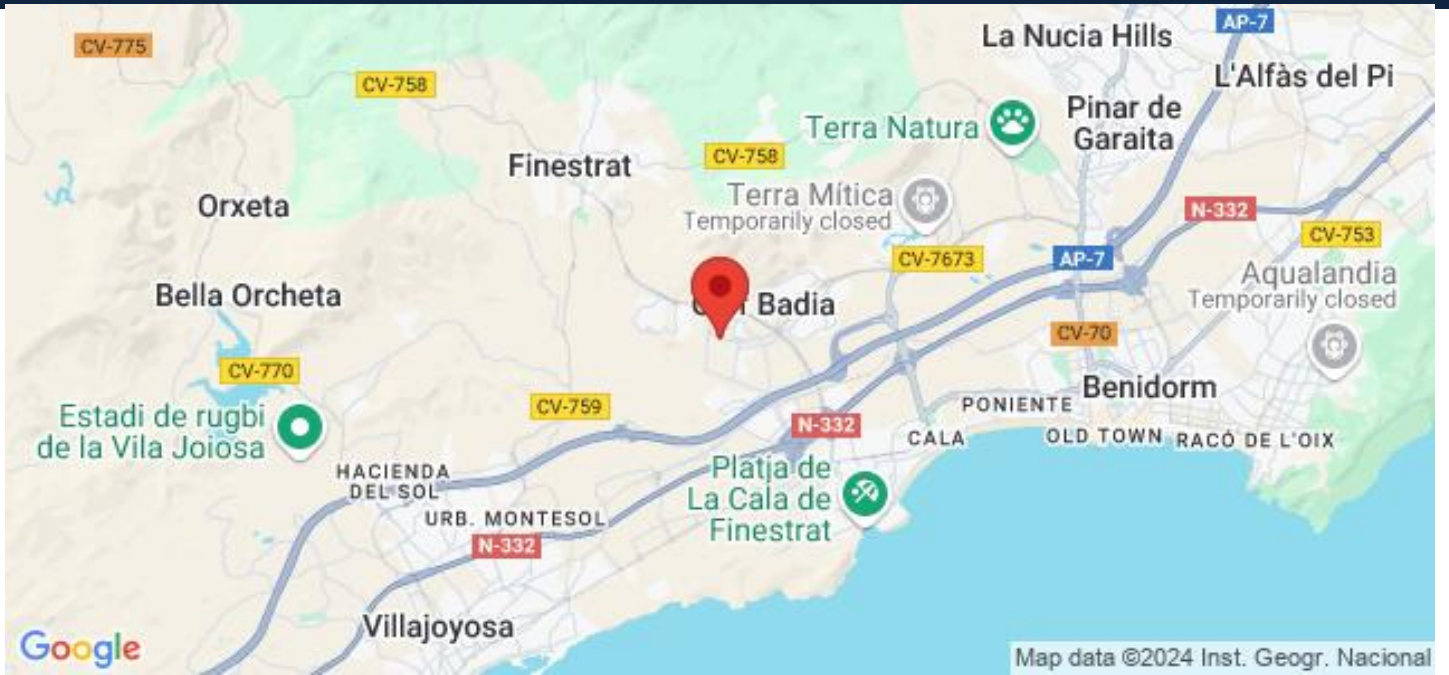 CV-775
La Nucia Hills
AP-7
CV-758
L'Alfàs del Pi
Terra Natura
Pinar de
Garaita
Finestrat
CV-758
Terra Mítica
Temporarily closed
Orxeta
N-332
CV-753
CV-7673
AP-7
Aqualandia
Temporarily closed
Bella Orcheta
Badia
CV-70
CV-770
Benidorm
CV-759
PONIENTE
Estadi de rugbi
de la Vila Joiosa
N-332
CALA
OLD TOWN
RACÓ DE L'OIX
HACIENDA
DEL SOL
Platja de
La Cala de
Finestrat
URB. MONTESOL
N-332
Villajoyosa
Google
Map data ©2024 Inst. Geogr. Nacional